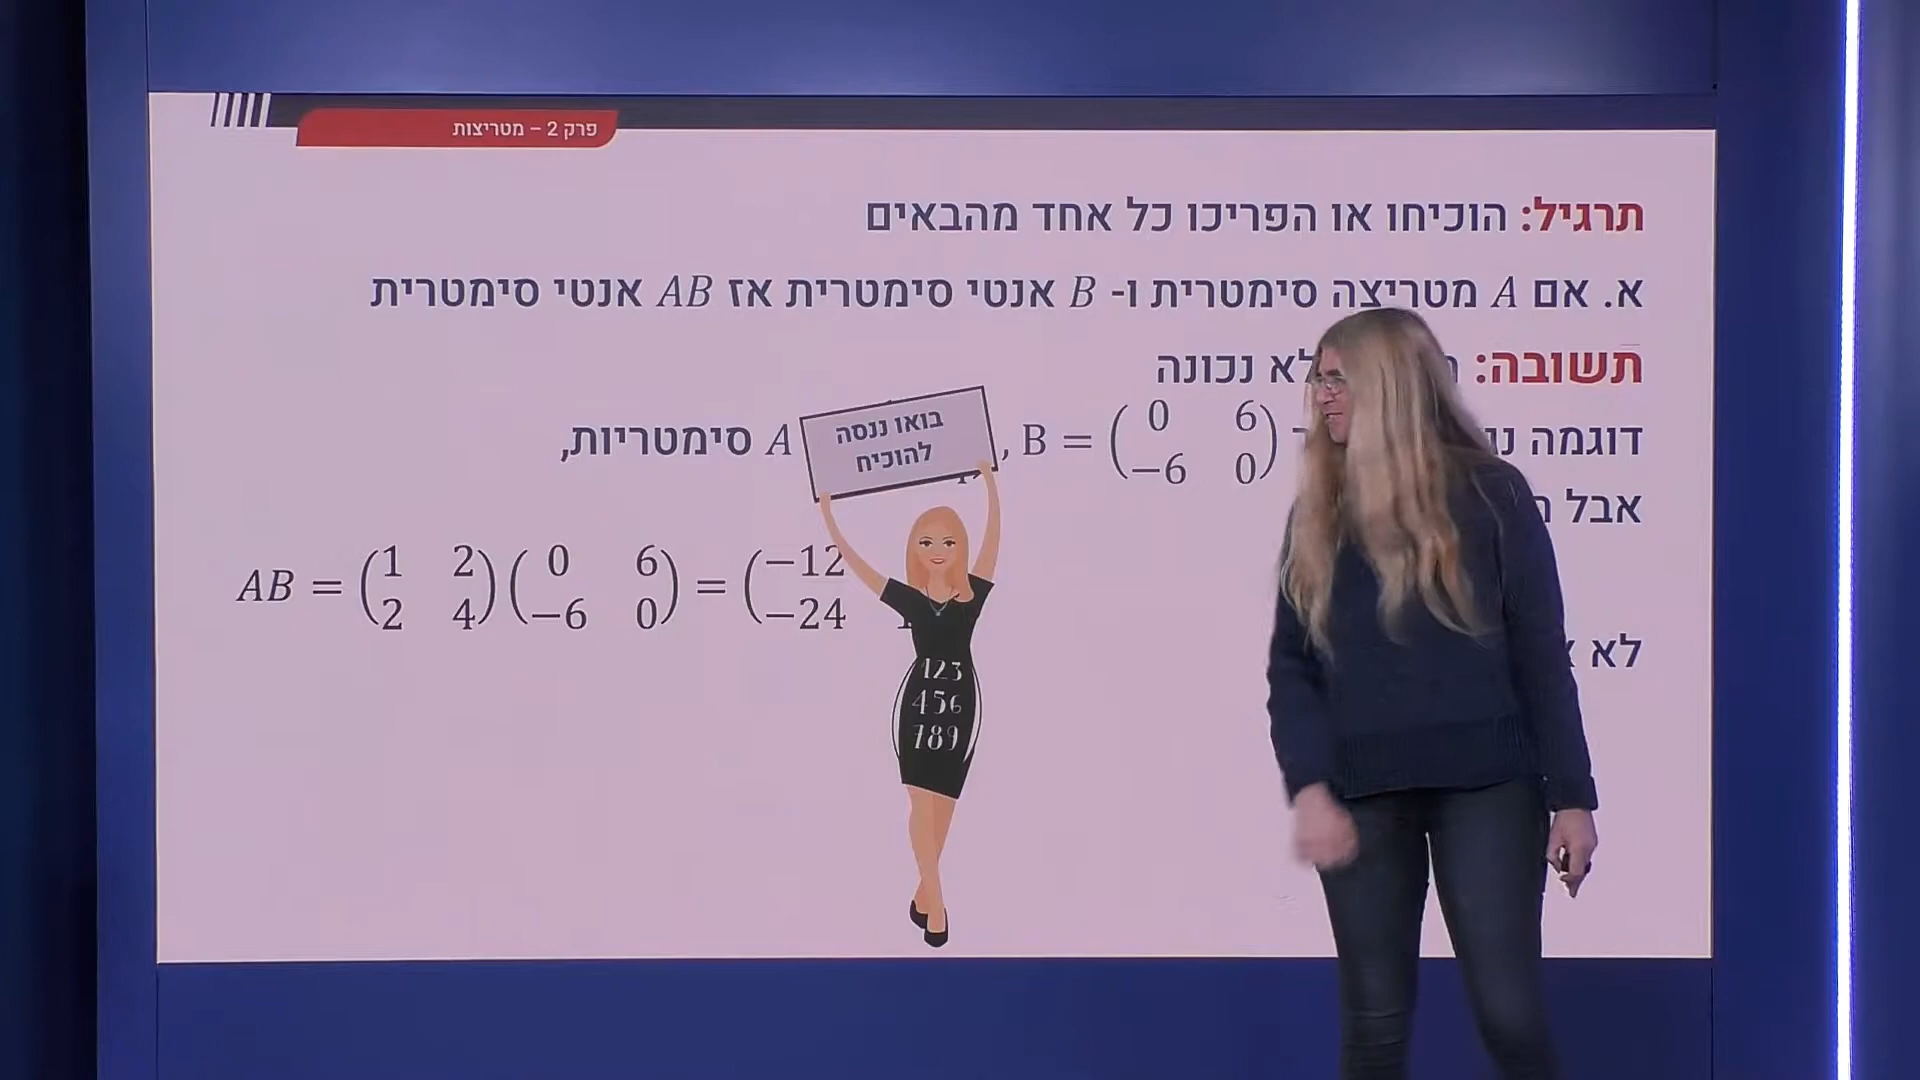 פרק 2 – מטריצות
תרגיל: הוכיחו או הפריכו כל אחד מהבאים
א. אם A מטריצה סימטרית ו- B אנטי סימטרית אז AB אנטי סימטרית
תשובה: לא נכונה
דוגמה B = (0 6 −6 0) , A סימטריות,
בואו ננסה
להוכיח
אבל
AB = (1 2 2 4) (0 6 −6 0) = (−12 −24
לא
123
456
789